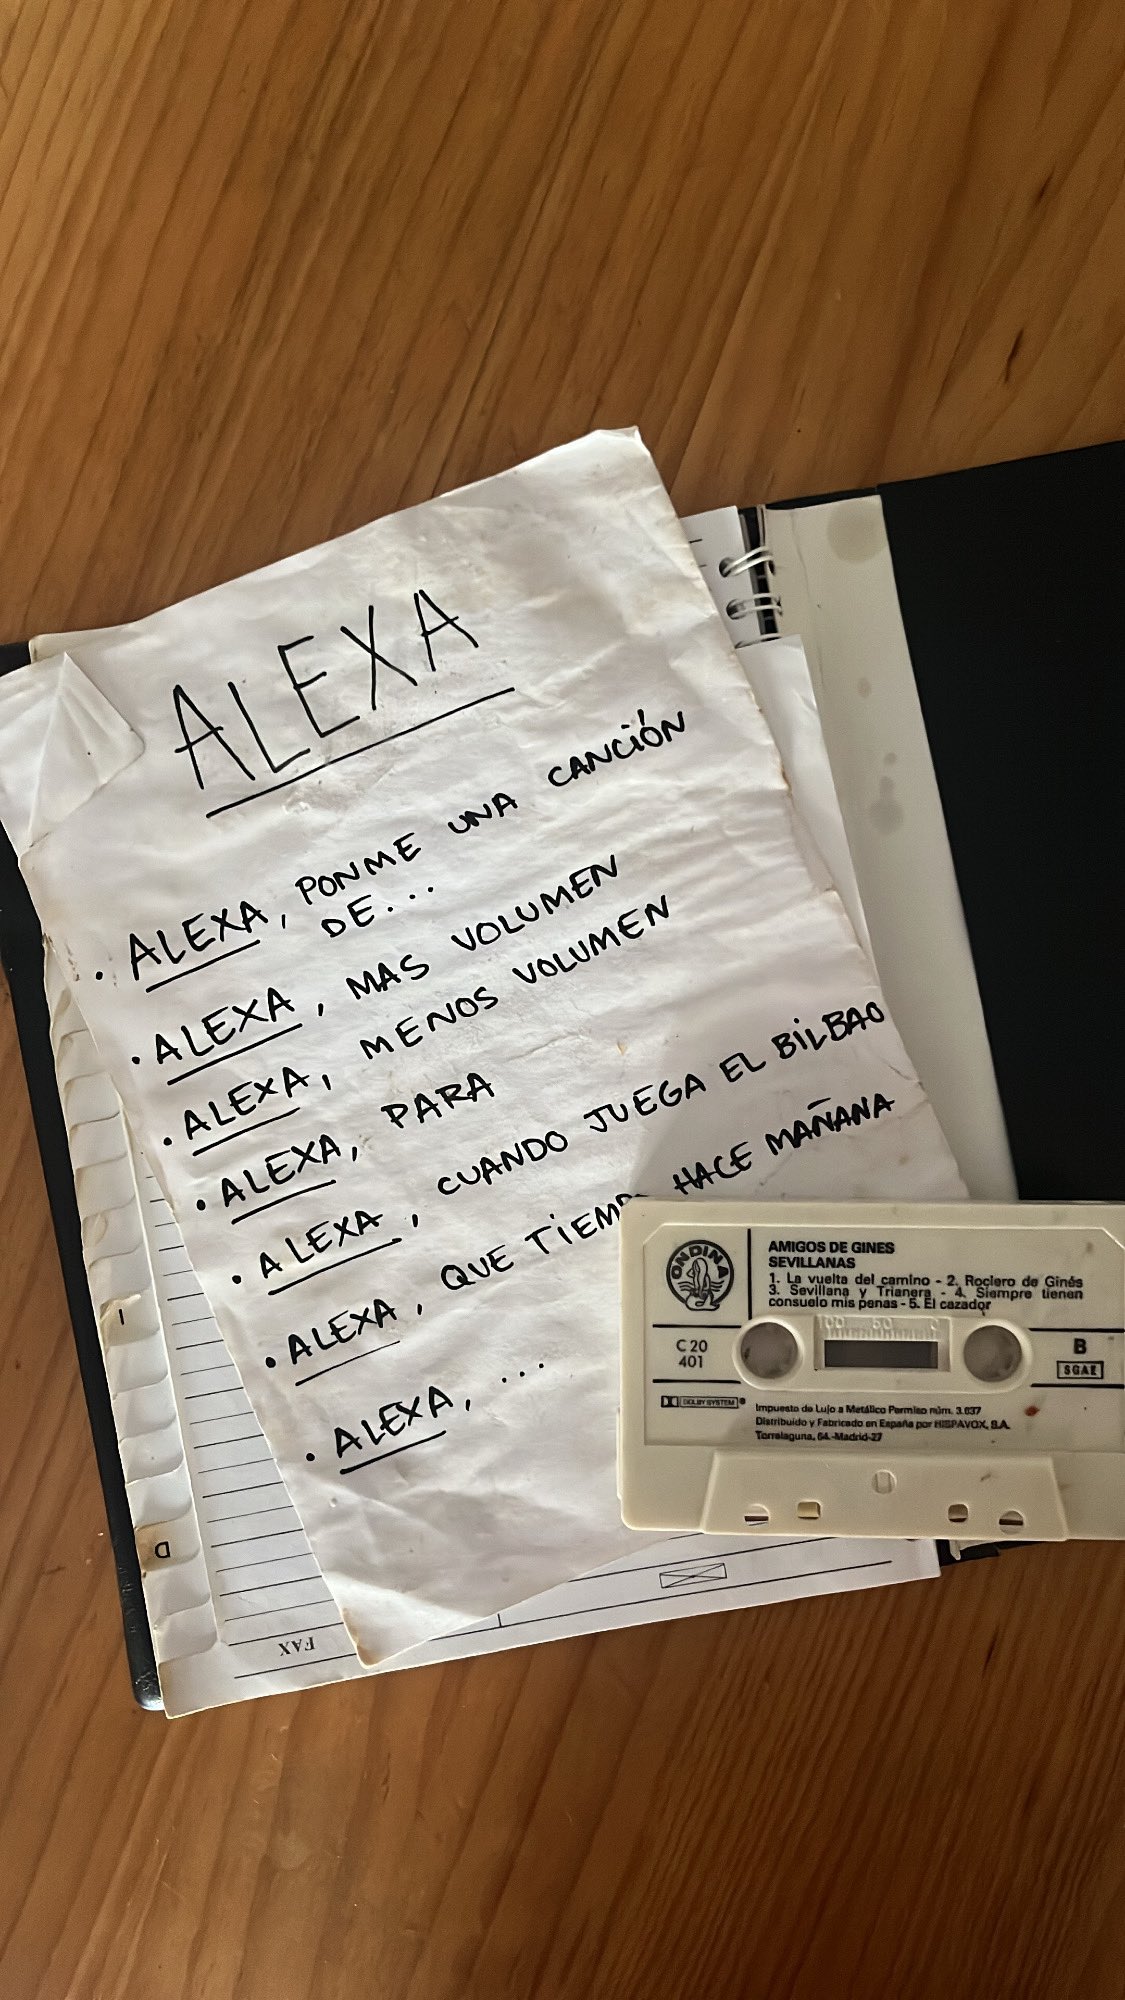 ALEXA
· ALEXA, PONME UNA CANCIÓN
DE...
· ALEXA, MAS VOLUMEN
· ALEXA, MENOS VOLUMEN
· ALEXA, PARA
· ALEXA, CUANDO JUEGA EL BILBAO
· ALEXA, QUE TIEMPO HACE MAÑANA
· ALEXA, ...
I
D
FAX
ONDINA
AMIGOS DE GINES
SEVILLANAS
1. La vuelta del camino - 2. Rociero de Ginés
3. Sevillana y Trianera - 4. Siempre tienen
consuelo mis penas - 5. El cazador
100 50 0
C 20
401
B
SGAE
DOLBY SYSTEM®
Impuesto de Lujo a Metálico Permiso núm. 3.037
Distribuido y Fabricado en España por HISPAVOX, S.A.
Torrelaguna, 64.-Madrid-27